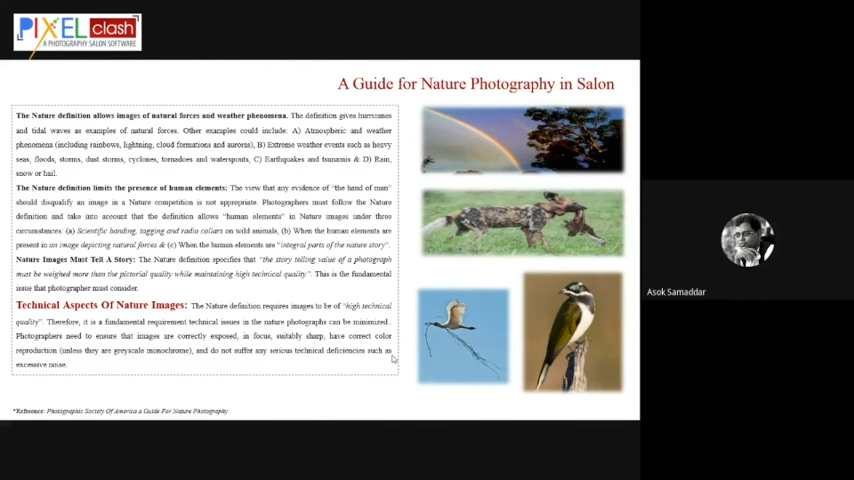 PIXEL clash
A PHOTOGRAPHY SALON SOFTWARE
A Guide for Nature Photography in Salon
The Nature definition allows images of natural forces and weather phenomena. The definition gives hurricanes
and tidal waves as examples of natural forces. Other examples could include: A) Atmospheric and weather
phenomena (including rainbows, lightning, cloud formations and aurora), B) Extreme weather events such as heavy
seas, floods, storms, dust storms, cyclones, tornadoes and waterspouts, C) Earthquakes and tsunamis & D) Rain,
snow or hail.
The Nature definition limits the presence of human elements: The view that any evidence of "the hand of man"
should disqualify an image in a Nature competition is not appropriate. Photographers must follow the Nature
definition and take into account that the definition allows "human elements" in Nature images under three
circumstances: (a) Scientific banding, tagging and radio collars on wild animals, (b) When the human elements are
present in an image depicting natural forces & (c) When the human elements are "integral parts of the nature story".
Nature Images Must Tell A Story: The Nature definition specifies that "the story telling value of a photograph
must be weighed more than the pictorial quality while maintaining high technical quality". This is the fundamental
issue that photographer must consider.
Technical Aspects Of Nature Images: The Nature definition requires images to be of "high technical
quality". Therefore, it is a fundamental requirement technical issues in the nature photographs can be minimized.
Photographers need to ensure that images are correctly exposed, in focus, suitably sharp, have correct color
reproduction (unless they are greyscale monochrome), and do not suffer any serious technical deficiencies such as
excessive noise.
*Reference: Photographic Society Of America a Guide For Nature Photography
Asok Samaddar